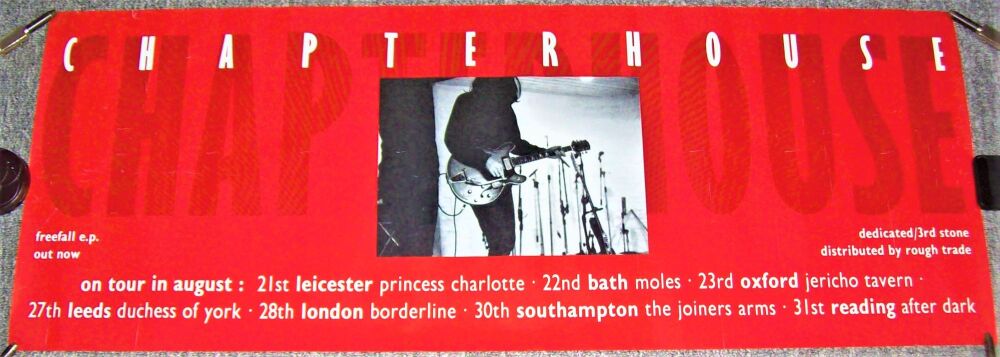 CHAPTERHOUSE
CHAPTERHOUSE
freefall e.p.
out now
dedicated/3rd stone
distributed by rough trade
on tour in august : 21st leicester princess charlotte · 22nd bath moles · 23rd oxford jericho tavern ·
27th leeds duchess of york · 28th london borderline · 30th southampton the joiners arms · 31st reading after dark